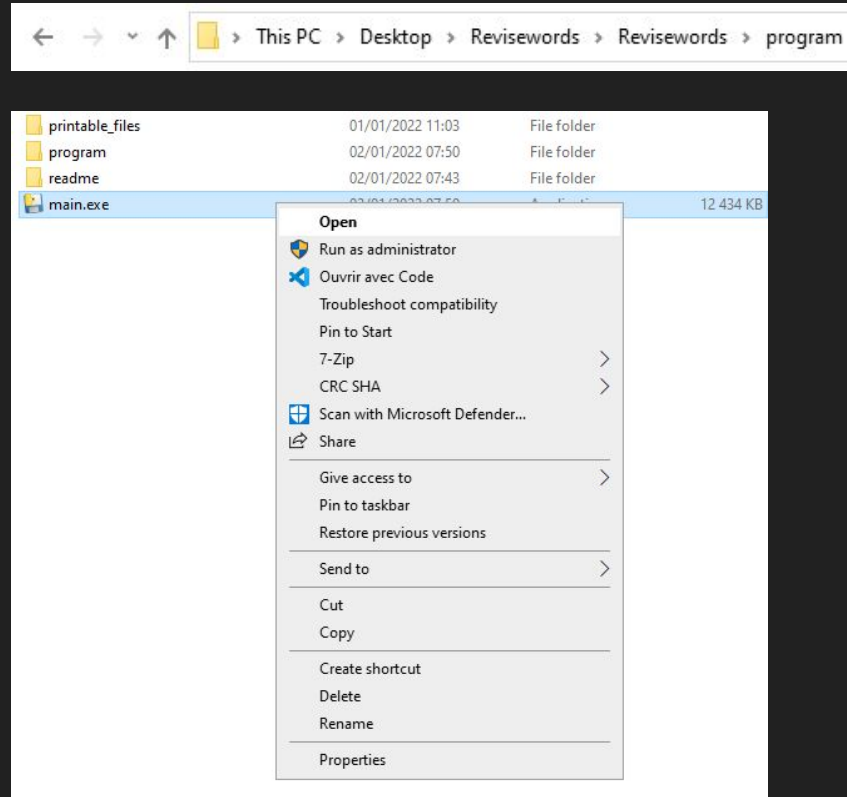 This PC > Desktop > Revisewords > Revisewords > program
printable_files 01/01/2022 11:03 File folder
program 02/01/2022 07:50 File folder
readme 02/01/2022 07:43 File folder
main.exe 12 434 KB
Open
Run as administrator
Ouvrir avec Code
Troubleshoot compatibility
Pin to Start
7-Zip
CRC SHA
Scan with Microsoft Defender...
Share
Give access to
Pin to taskbar
Restore previous versions
Send to
Cut
Copy
Create shortcut
Delete
Rename
Properties